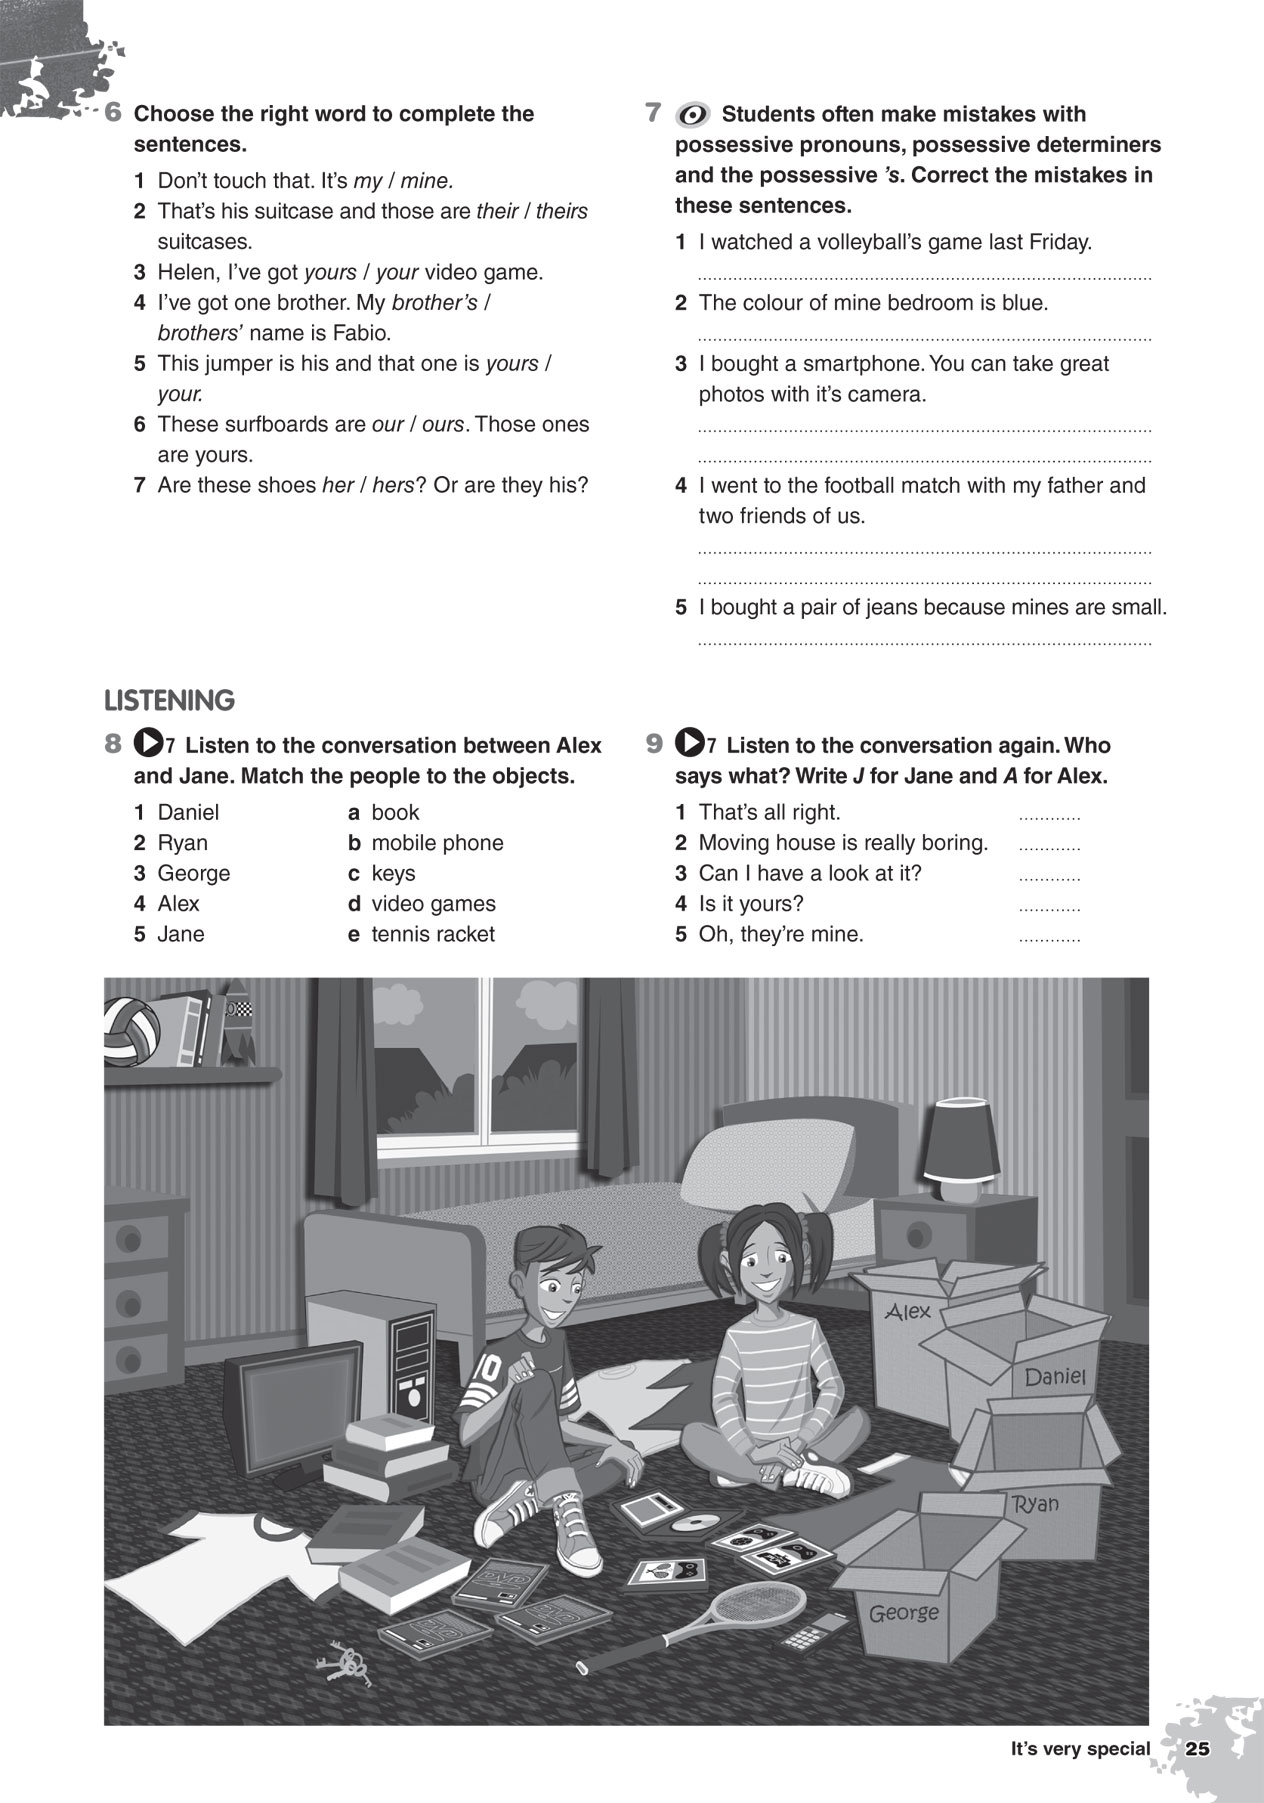 6 Choose the right word to complete the
sentences.
1 Don't touch that. It's my / mine.
2 That's his suitcase and those are their / theirs
suitcases.
3 Helen, I've got yours / your video game.
4 I've got one brother. My brother's /
brothers' name is Fabio.
5 This jumper is his and that one is yours /
your.
6 These surfboards are our / ours. Those ones
are yours.
7 Are these shoes her / hers? Or are they his?
7 Students often make mistakes with
possessive pronouns, possessive determiners
and the possessive 's. Correct the mistakes in
these sentences.
1 I watched a volleyball's game last Friday.
2 The colour of mine bedroom is blue.
3 I bought a smartphone. You can take great
photos with it's camera.
4 I went to the football match with my father and
two friends of us.
5 I bought a pair of jeans because mines are small.
LISTENING
8 7 Listen to the conversation between Alex
and Jane. Match the people to the objects.
1 Daniel a book
2 Ryan b mobile phone
3 George c keys
4 Alex d video games
5 Jane e tennis racket
9 7 Listen to the conversation again. Who
says what? Write J for Jane and A for Alex.
1 That's all right. ............
2 Moving house is really boring. ............
3 Can I have a look at it? ............
4 Is it yours? ............
5 Oh, they're mine. ............
Alex
Daniel
10
Ryan
DVD
DVD
DVD
George
It's very special 25